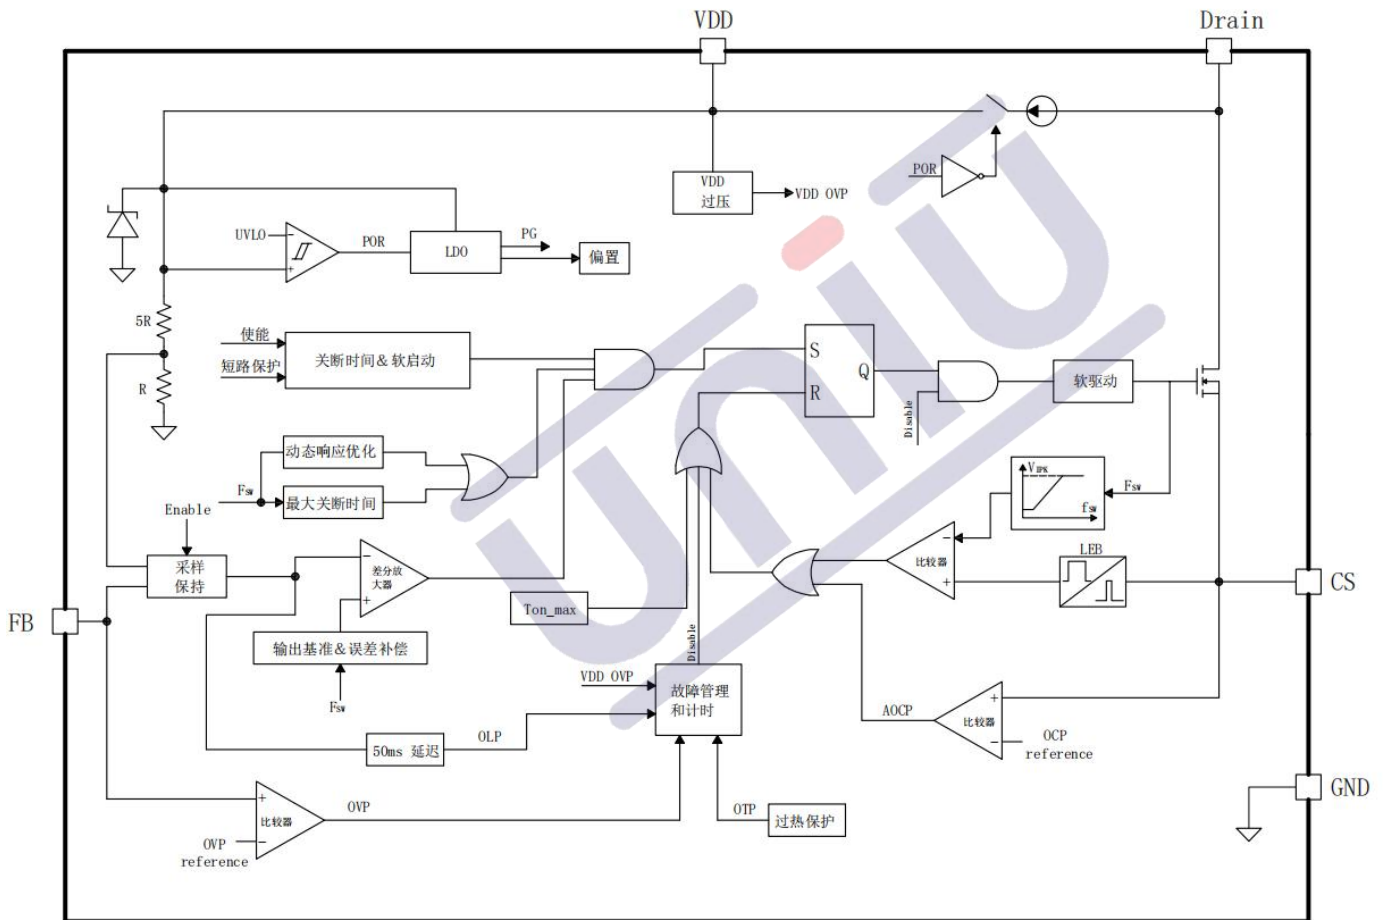 VDD
Drain
POR
VDD
过压
VDD OVP
UVLO
−
+
POR
LDO
PG
偏置
5R
R
使能
短路保护
关断时间＆软启动
S
R
Q
Disable
软驱动
动态响应优化
Fsw
最大关断时间
VIPK
fsw
Fsw
Enable
采样
保持
−
差分放
大器
+
Ton_max
−
比较器
+
LEB
CS
FB
输出基准＆误差补偿
Fsw
Disable
VDD OVP
故障管理
和计时
AOCP
+
比较器
−
OCP
reference
50ms 延迟
OLP
GND
+
比较器
−
OVP
OVP
reference
OTP
过热保护
uniu